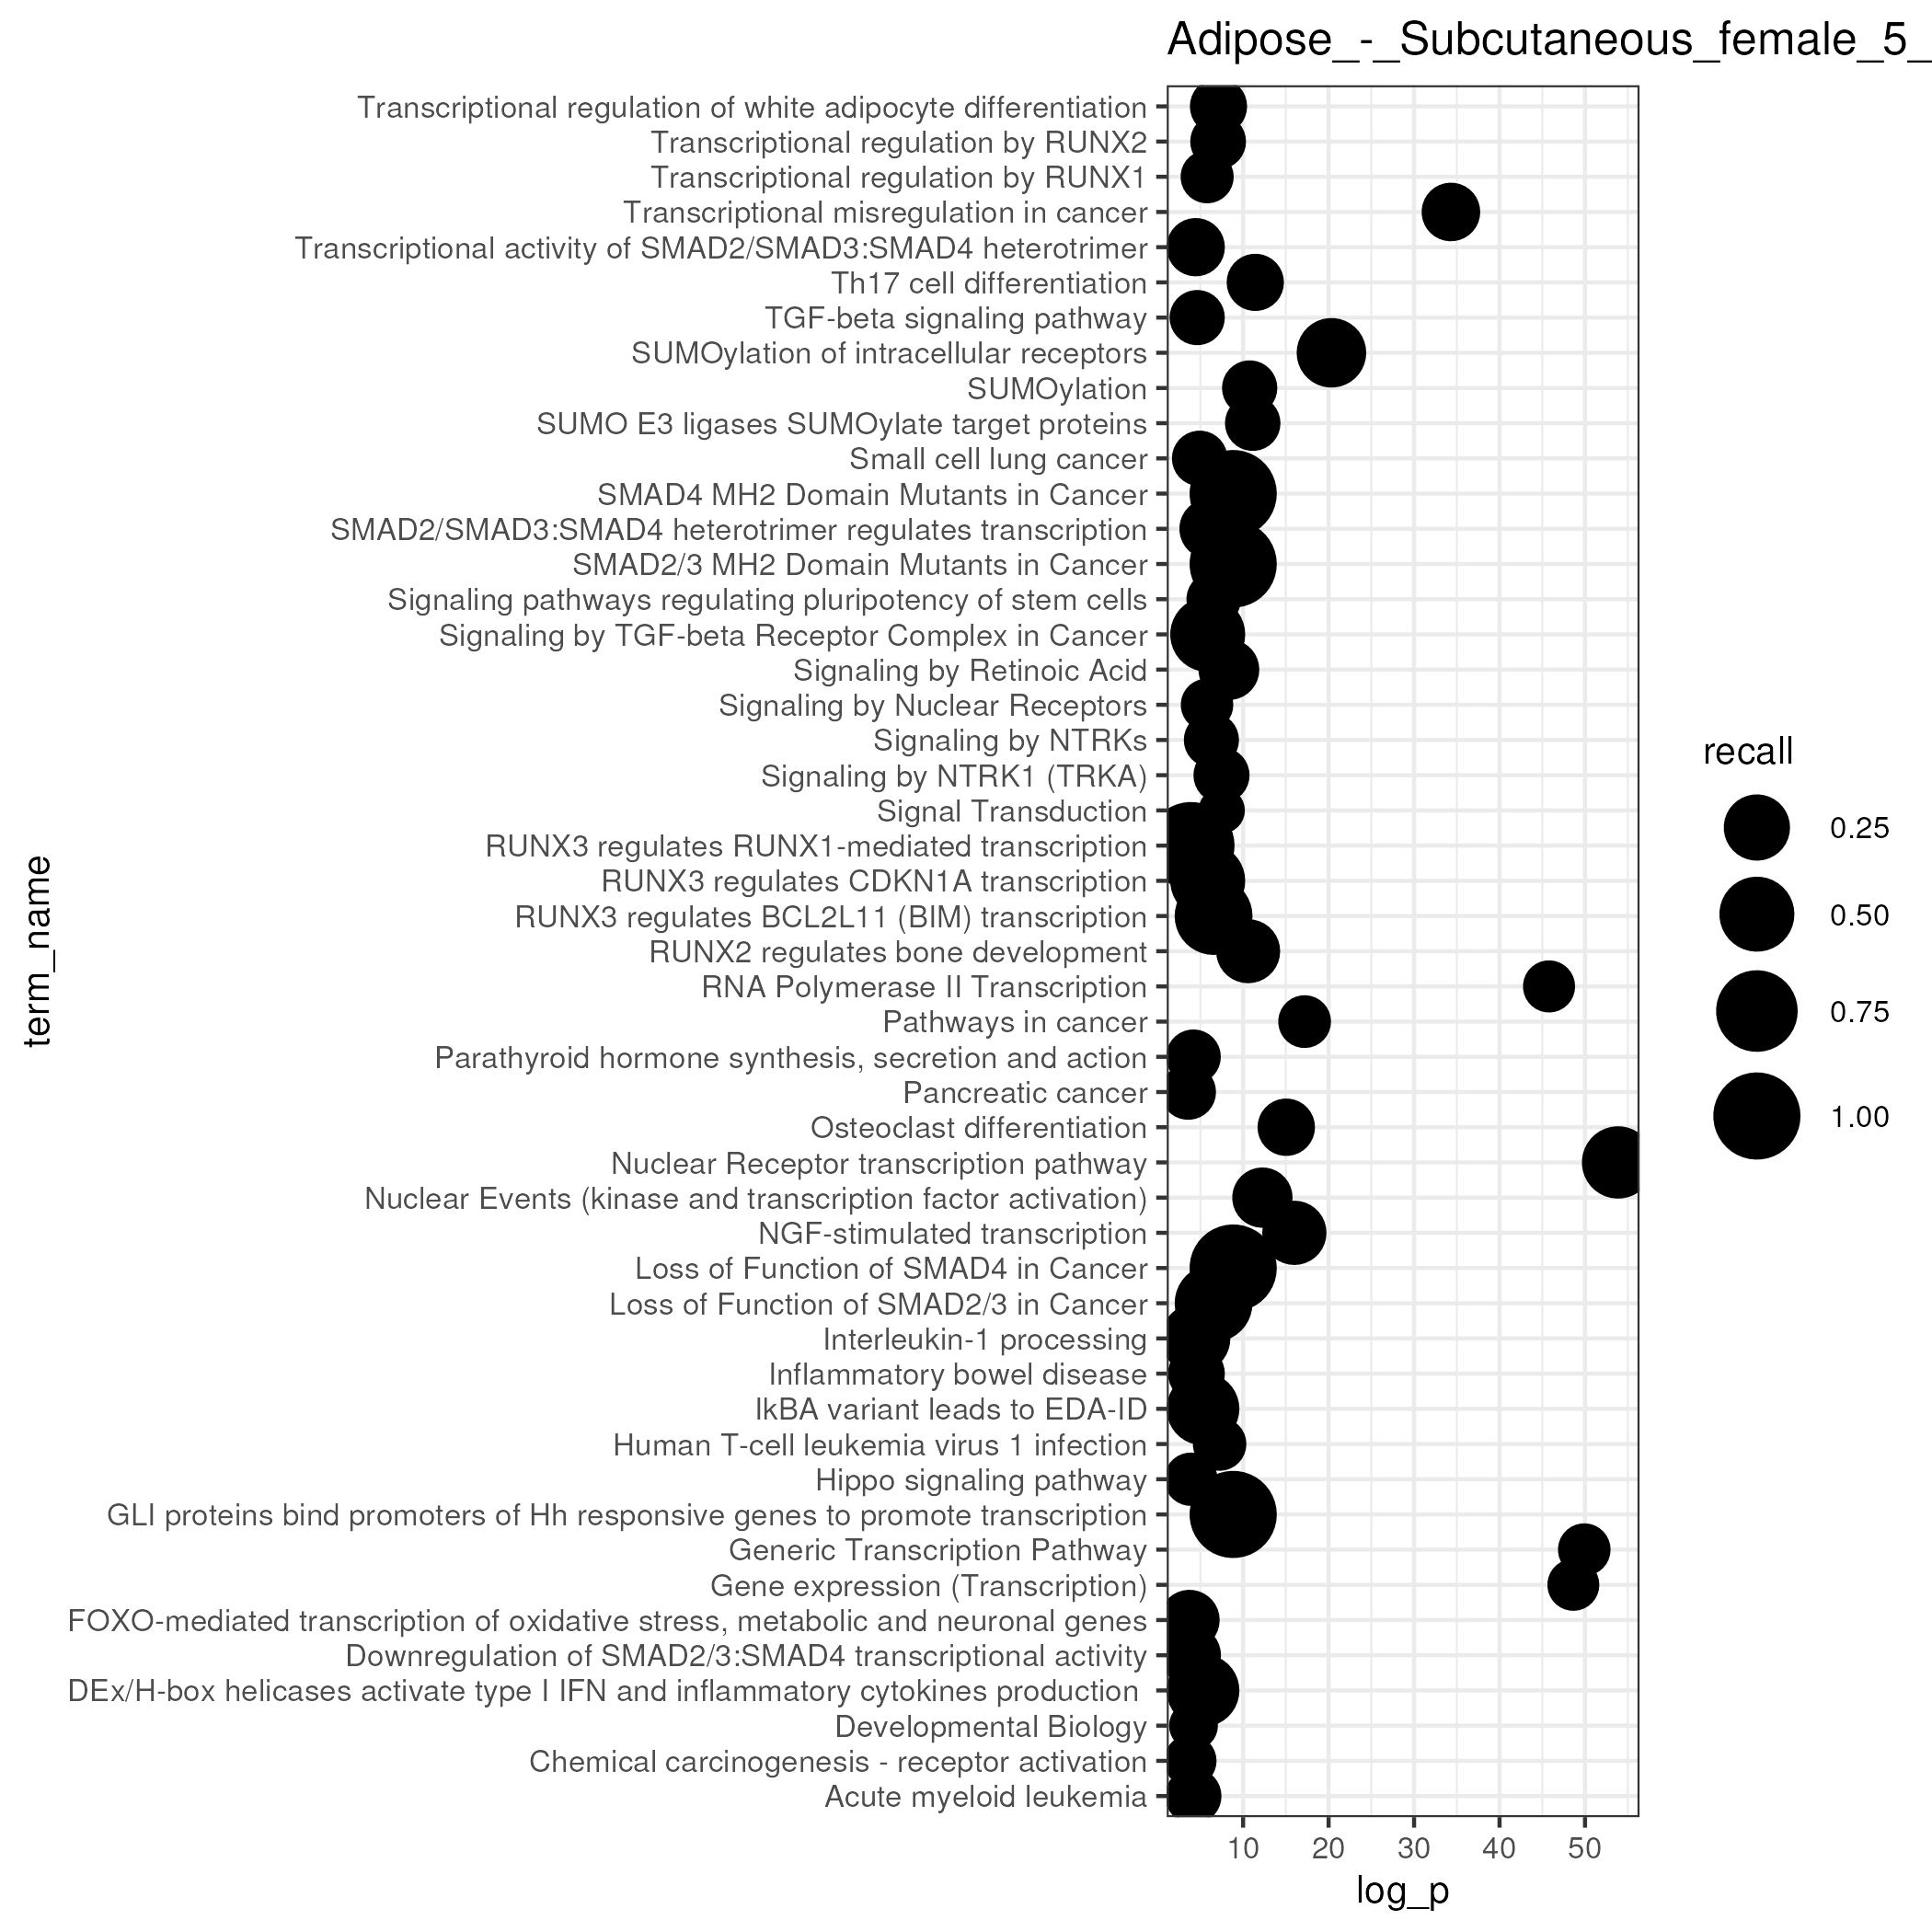 Adipose_-_Subcutaneous_female_5_
Transcriptional regulation of white adipocyte differentiation
Transcriptional regulation by RUNX2
Transcriptional regulation by RUNX1
Transcriptional misregulation in cancer
Transcriptional activity of SMAD2/SMAD3:SMAD4 heterotrimer
Th17 cell differentiation
TGF-beta signaling pathway
SUMOylation of intracellular receptors
SUMOylation
SUMO E3 ligases SUMOylate target proteins
Small cell lung cancer
SMAD4 MH2 Domain Mutants in Cancer
SMAD2/SMAD3:SMAD4 heterotrimer regulates transcription
SMAD2/3 MH2 Domain Mutants in Cancer
Signaling pathways regulating pluripotency of stem cells
Signaling by TGF-beta Receptor Complex in Cancer
Signaling by Retinoic Acid
Signaling by Nuclear Receptors
Signaling by NTRKs
Signaling by NTRK1 (TRKA)
Signal Transduction
RUNX3 regulates RUNX1-mediated transcription
RUNX3 regulates CDKN1A transcription
RUNX3 regulates BCL2L11 (BIM) transcription
RUNX2 regulates bone development
RNA Polymerase II Transcription
Pathways in cancer
Parathyroid hormone synthesis, secretion and action
Pancreatic cancer
Osteoclast differentiation
Nuclear Receptor transcription pathway
Nuclear Events (kinase and transcription factor activation)
NGF-stimulated transcription
Loss of Function of SMAD4 in Cancer
Loss of Function of SMAD2/3 in Cancer
Interleukin-1 processing
Inflammatory bowel disease
IkBA variant leads to EDA-ID
Human T-cell leukemia virus 1 infection
Hippo signaling pathway
GLI proteins bind promoters of Hh responsive genes to promote transcription
Generic Transcription Pathway
Gene expression (Transcription)
FOXO-mediated transcription of oxidative stress, metabolic and neuronal genes
Downregulation of SMAD2/3:SMAD4 transcriptional activity
DEx/H-box helicases activate type I IFN and inflammatory cytokines production
Developmental Biology
Chemical carcinogenesis - receptor activation
Acute myeloid leukemia
term_name
10 20 30 40 50
log_p
recall
0.25
0.50
0.75
1.00